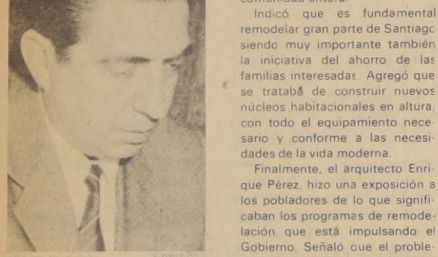 comunidad entera.
Indicó que es fundamental
remodelar gran parte de Santiago
siendo muy importante también
la iniciativa del ahorro de las
familias interesadas. Agregó que
se trataba de construir nuevos
núcleos habitacionales en altura,
con todo el equipamiento nece-
sario y conforme a las necesi-
dades de la vida moderna.
Finalmente, el arquitecto Enri-
que Pérez, hizo una exposición a
los pobladores de lo que signifi-
caban los programas de remode-
lación que está impulsando el
Gobierno. Señaló que el proble-